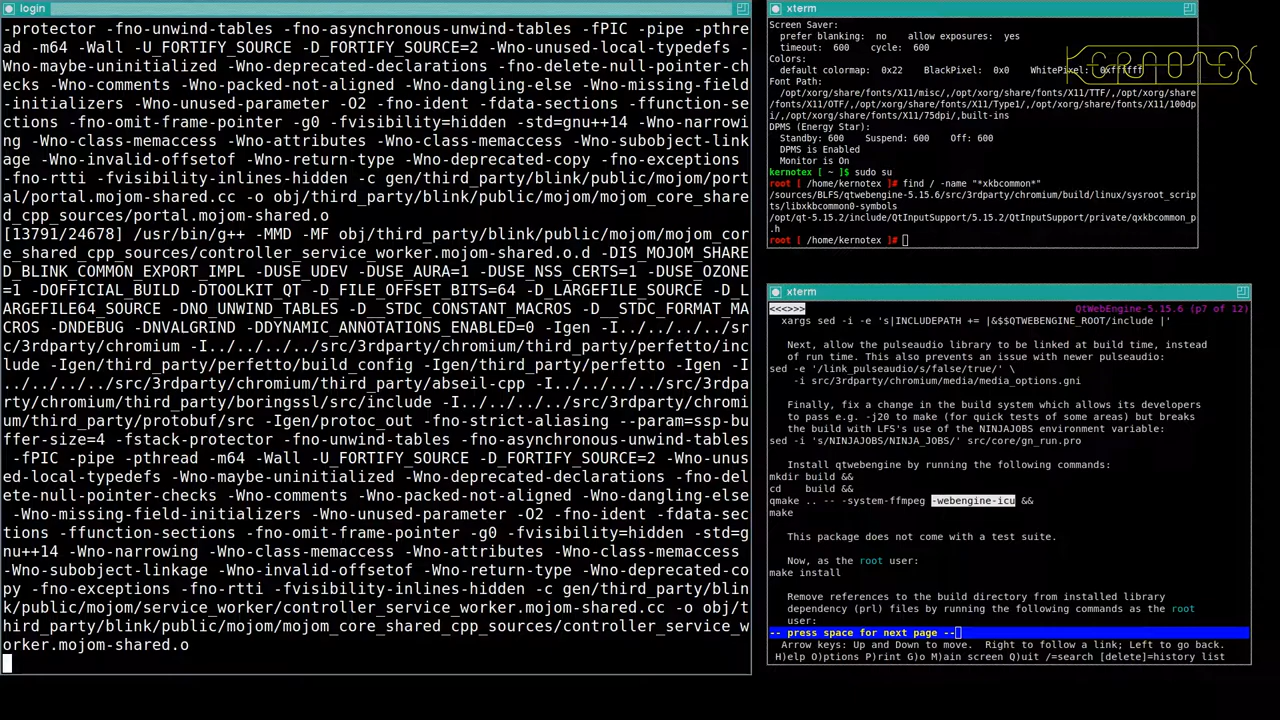 login
-protector -fno-unwind-tables -fno-asynchronous-unwind-tables -fPIC -pipe -pthre
ad -m64 -Wall -U_FORTIFY_SOURCE -D_FORTIFY_SOURCE=2 -Wno-unused-local-typedefs -
Wno-maybe-uninitialized -Wno-deprecated-declarations -fno-delete-null-pointer-ch
ecks -Wno-comments -Wno-packed-not-aligned -Wno-dangling-else -Wno-missing-field
-initializers -Wno-unused-parameter -O2 -fno-ident -fdata-sections -ffunction-se
ctions -fno-omit-frame-pointer -g0 -fvisibility=hidden -std=gnu++14 -Wno-narrowi
ng -Wno-class-memaccess -Wno-attributes -Wno-class-memaccess -Wno-subobject-link
age -Wno-invalid-offsetof -Wno-return-type -Wno-deprecated-copy -fno-exceptions
-fno-rtti -fvisibility-inlines-hidden -c gen/third_party/blink/public/mojom/port
al/portal.mojom-shared.cc -o obj/third_party/blink/public/mojom/mojom_core_share
d_cpp_sources/portal.mojom-shared.o
[13791/24678] /usr/bin/g++ -MMD -MF obj/third_party/blink/public/mojom/mojom_cor
e_shared_cpp_sources/controller_service_worker.mojom-shared.o.d -DIS_MOJOM_SHARE
D_BLINK_COMMON_EXPORT_IMPL -DUSE_UDEV -DUSE_AURA=1 -DUSE_NSS_CERTS=1 -DUSE_OZONE
=1 -DOFFICIAL_BUILD -DTOOLKIT_QT -D_FILE_OFFSET_BITS=64 -D_LARGEFILE_SOURCE -D_L
ARGEFILE64_SOURCE -DNO_UNWIND_TABLES -D__STDC_CONSTANT_MACROS -D__STDC_FORMAT_MA
CROS -DNDEBUG -DNVALGRIND -DDYNAMIC_ANNOTATIONS_ENABLED=0 -Igen -I../../../../sr
c/3rdparty/chromium -I../../../../src/3rdparty/chromium/third_party/perfetto/inc
lude -Igen/third_party/perfetto/build_config -Igen/third_party/perfetto -Igen -I
../../../../src/3rdparty/chromium/third_party/abseil-cpp -I../../../../src/3rdpa
rty/chromium/third_party/boringssl/src/include -I../../../../src/3rdparty/chromi
um/third_party/protobuf/src -Igen/protoc_out -fno-strict-aliasing --param=ssp-bu
ffer-size=4 -fstack-protector -fno-unwind-tables -fno-asynchronous-unwind-tables
-fPIC -pipe -pthread -m64 -Wall -U_FORTIFY_SOURCE -D_FORTIFY_SOURCE=2 -Wno-unus
ed-local-typedefs -Wno-maybe-uninitialized -Wno-deprecated-declarations -fno-del
ete-null-pointer-checks -Wno-comments -Wno-packed-not-aligned -Wno-dangling-else
-Wno-missing-field-initializers -Wno-unused-parameter -O2 -fno-ident -fdata-sec
tions -ffunction-sections -fno-omit-frame-pointer -g0 -fvisibility=hidden -std=g
nu++14 -Wno-narrowing -Wno-class-memaccess -Wno-attributes -Wno-class-memaccess
-Wno-subobject-linkage -Wno-invalid-offsetof -Wno-return-type -Wno-deprecated-co
py -fno-exceptions -fno-rtti -fvisibility-inlines-hidden -c gen/third_party/blin
k/public/mojom/service_worker/controller_service_worker.mojom-shared.cc -o obj/t
hird_party/blink/public/mojom/mojom_core_shared_cpp_sources/controller_service_w
orker.mojom-shared.o
xterm
Screen Saver:
prefer blanking: no allow exposures: yes
timeout: 600 cycle: 600
Colors:
default colormap: 0x22 BlackPixel: 0x0 WhitePixel: 0xffffff
Font Path:
/opt/xorg/share/fonts/X11/misc/,/opt/xorg/share/fonts/X11/TTF/,/opt/xorg/share/
fonts/X11/OTF/,/opt/xorg/share/fonts/X11/Type1/,/opt/xorg/share/fonts/X11/100dp
i/,/opt/xorg/share/fonts/X11/75dpi/,built-ins
DPMS (Energy Star):
Standby: 600 Suspend: 600 Off: 600
DPMS is Enabled
Monitor is On
kernotex [ ~ ]$ sudo su
root [ /home/kernotex ]# find / -name "*xkbcommon*"
/sources/BLFS/qtwebengine-5.15.6/src/3rdparty/chromium/build/linux/sysroot_scrip
ts/libxkbcommon0-symbols
/opt/qt-5.15.2/include/QtInputSupport/5.15.2/QtInputSupport/private/qxkbcommon_p
.h
root [ /home/kernotex ]#
KERNOTEX
xterm
<<<>>> QtWebEngine-5.15.6 (p7 of 12)
xargs sed -i -e 's|INCLUDEPATH += |&$$QTWEBENGINE_ROOT/include |'
Next, allow the pulseaudio library to be linked at build time, instead
of run time. This also prevents an issue with newer pulseaudio:
sed -e '/link_pulseaudio/s/false/true/' \
-i src/3rdparty/chromium/media/media_options.gni
Finally, fix a change in the build system which allows its developers
to pass e.g. -j20 to make (for quick tests of some areas) but breaks
the build with LFS's use of the NINJAJOBS environment variable:
sed -i 's/NINJAJOBS/NINJA_JOBS/' src/core/gn_run.pro
Install qtwebengine by running the following commands:
mkdir build &&
cd build &&
qmake .. -- -system-ffmpeg -webengine-icu &&
make
This package does not come with a test suite.
Now, as the root user:
make install
Remove references to the build directory from installed library
dependency (prl) files by running the following commands as the root
user:
-- press space for next page --
Arrow keys: Up and Down to move. Right to follow a link; Left to go back.
H)elp O)ptions P)rint G)o M)ain screen Q)uit /=search [delete]=history list